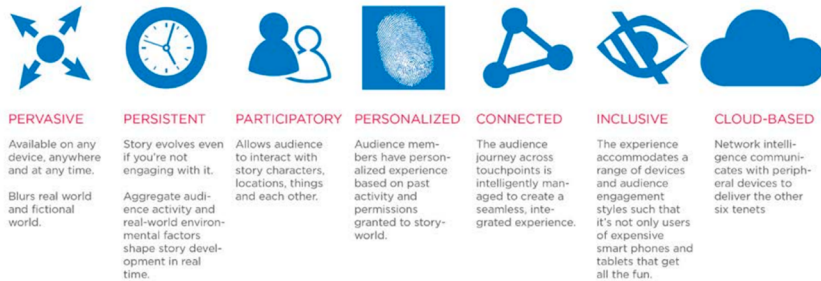 PERVASIVE
Available on any
device, anywhere
and at any time.
Blurs real world
and fictional
world.
PERSISTENT
Story evolves even
if you're not
engaging with it.
Aggregate audi-
ence activity and
real-world environ-
mental factors
shape story devel-
opment in real
time.
PARTICIPATORY
Allows audience
to interact with
story characters,
locations, things
and each other.
PERSONALIZED
Audience mem-
bers have person-
alized experience
based on past
activity and
permissions
granted to story-
world.
CONNECTED
The audience
journey across
touchpoints is
intelligently man-
aged to create a
seamless, inte-
grated experience.
INCLUSIVE
The experience
accommodates a
range of devices
and audience
engagement
styles such that
it's not only users
of expensive
smart phones and
tablets that get
all the fun.
CLOUD-BASED
Network intelli-
gence communi-
cates with periph-
eral devices to
deliver the other
six tenets